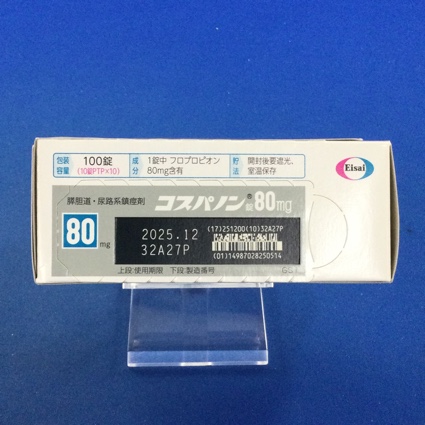 包装容量 100錠 (10錠PTP×10)
成分 1錠中 フロプロピオン 80mg含有
貯法 開封後要遮光、室温保存
Eisai
膵胆道・尿路系鎮痙剤
コスパノン®錠80mg
80mg
2025.12
32A27P
(17)251200(10)32A27P
(01)14987028250514
上段:使用期限 下段:製造番号